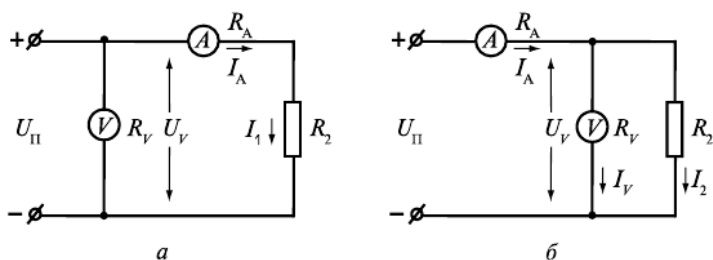 + A R_A I_A
U_П V R_V U_V I_1 R_2
−
а
+ A R_A I_A
U_П U_V V R_V R_2
I_V I_2
−
б